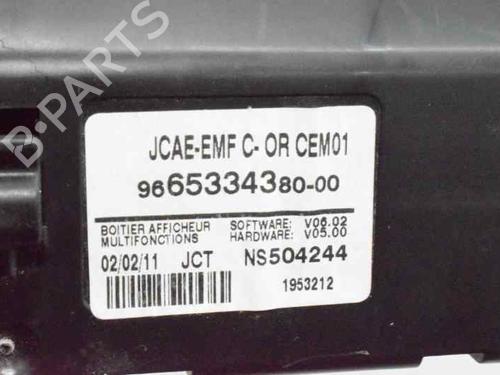 B-PARTS
JCAE-EMF C- OR CEM01
9665334380-00
BOITIER AFFICHEUR SOFTWARE: V06.02
MULTIFONCTIONS HARDWARE: V05.00
02/02/11 JCT NS504244
1953212